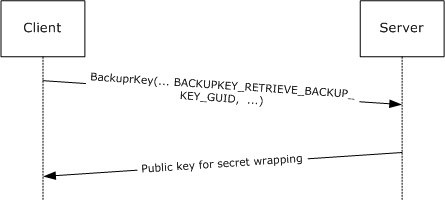 Client
Server
BackuprKey(... BACKUPKEY_RETRIEVE_BACKUP_
KEY_GUID, ...)
Public key for secret wrapping